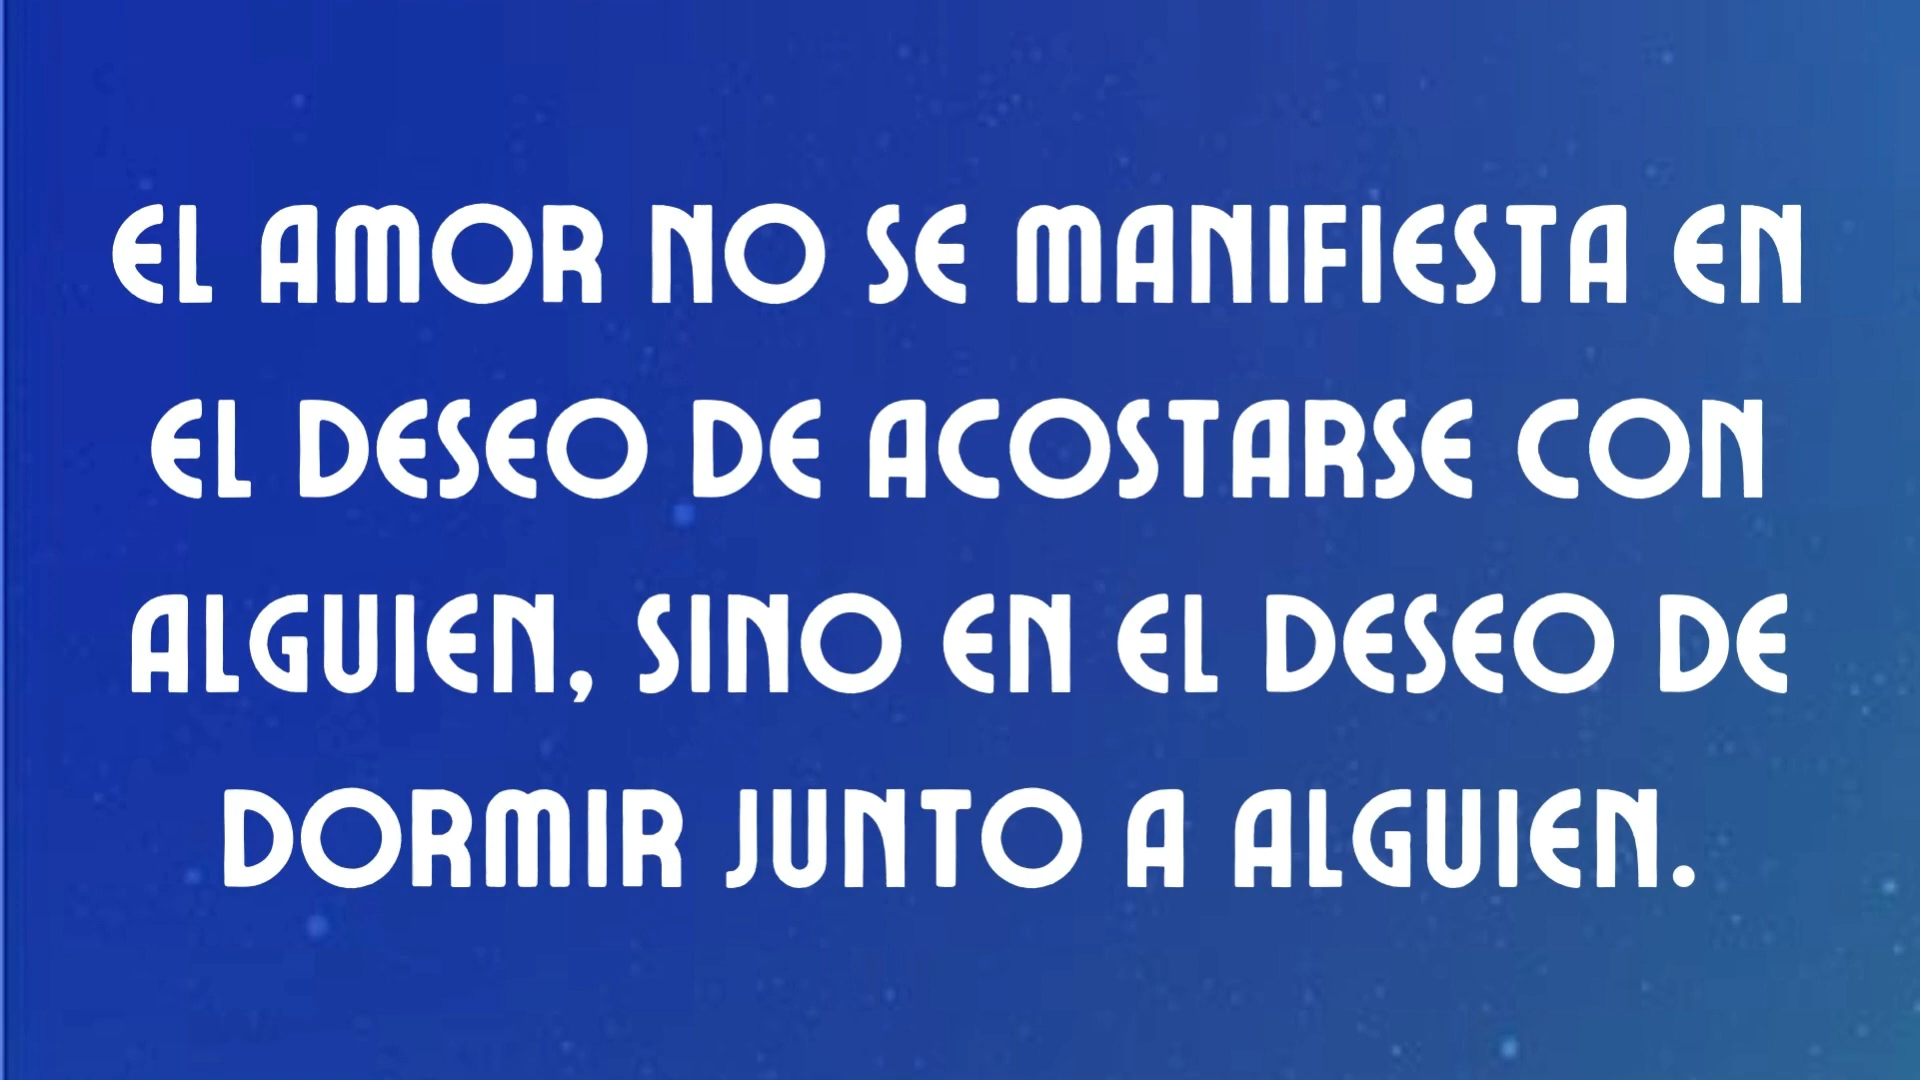 EL AMOR NO SE MANIFIESTA EN
EL DESEO DE ACOSTARSE CON
ALGUIEN, SINO EN EL DESEO DE
DORMIR JUNTO A ALGUIEN.